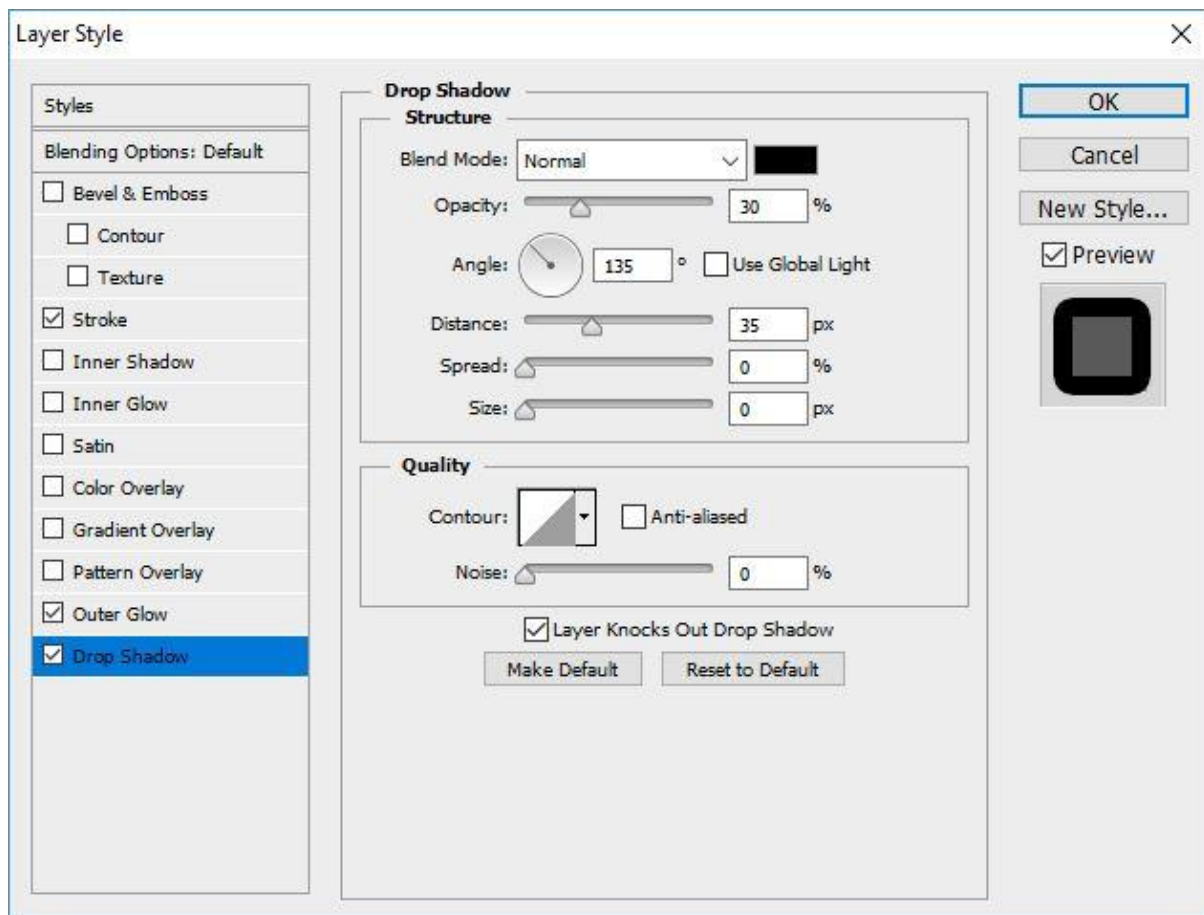 Layer Style
Styles
Blending Options: Default
Bevel & Emboss
Contour
Texture
Stroke
Inner Shadow
Inner Glow
Satin
Color Overlay
Gradient Overlay
Pattern Overlay
Outer Glow
Drop Shadow
Drop Shadow
Structure
Blend Mode: Normal
Opacity: 30 %
Angle: 135 ° Use Global Light
Distance: 35 px
Spread: 0 %
Size: 0 px
Quality
Contour: Anti-aliased
Noise: 0 %
Layer Knocks Out Drop Shadow
Make Default Reset to Default
OK
Cancel
New Style...
Preview